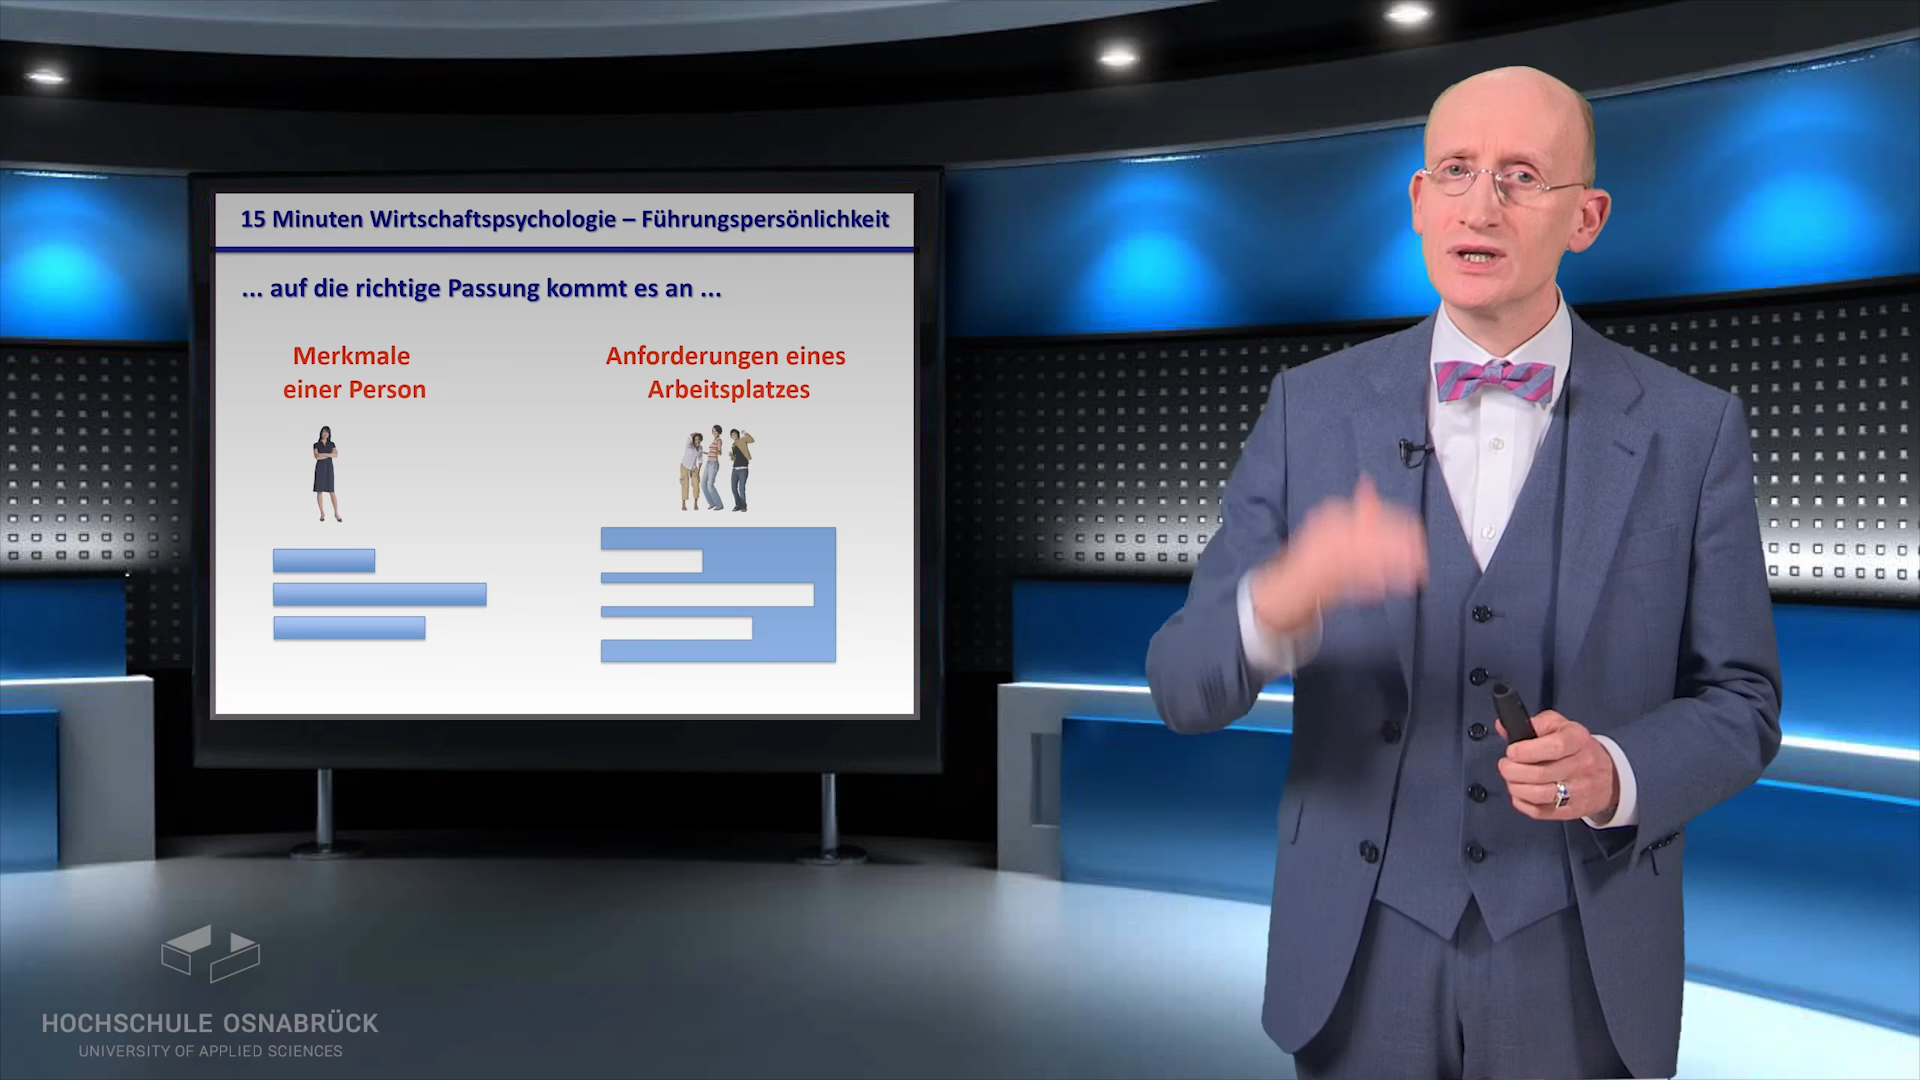 15 Minuten Wirtschaftspsychologie – Führungspersönlichkeit
... auf die richtige Passung kommt es an ...
Merkmale
einer Person
Anforderungen eines
Arbeitsplatzes
HOCHSCHULE OSNABRÜCK
UNIVERSITY OF APPLIED SCIENCES